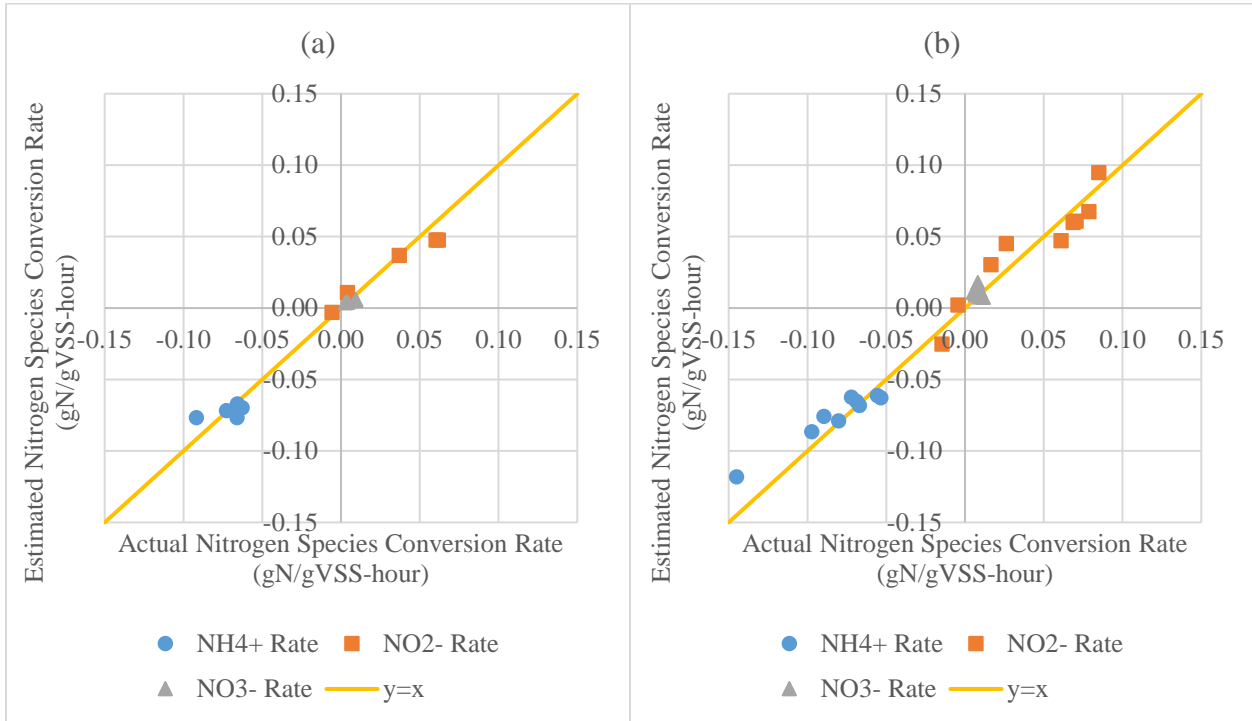 (a)
Estimated Nitrogen Species Conversion Rate
(gN/gVSS-hour)
0.15
0.10
0.05
0.00
-0.15 -0.10 -0.05 0.00 0.05 0.10 0.15
-0.05
-0.10
-0.15
Actual Nitrogen Species Conversion Rate
(gN/gVSS-hour)
NH4+ Rate NO2- Rate
NO3- Rate y=x
(b)
Estimated Nitrogen Species Conversion Rate
(gN/gVSS-hour)
0.15
0.10
0.05
0.00
-0.15 -0.10 -0.05 0.00 0.05 0.10 0.15
-0.05
-0.10
-0.15
Actual Nitrogen Species Conversion Rate
(gN/gVSS-hour)
NH4+ Rate NO2- Rate
NO3- Rate y=x